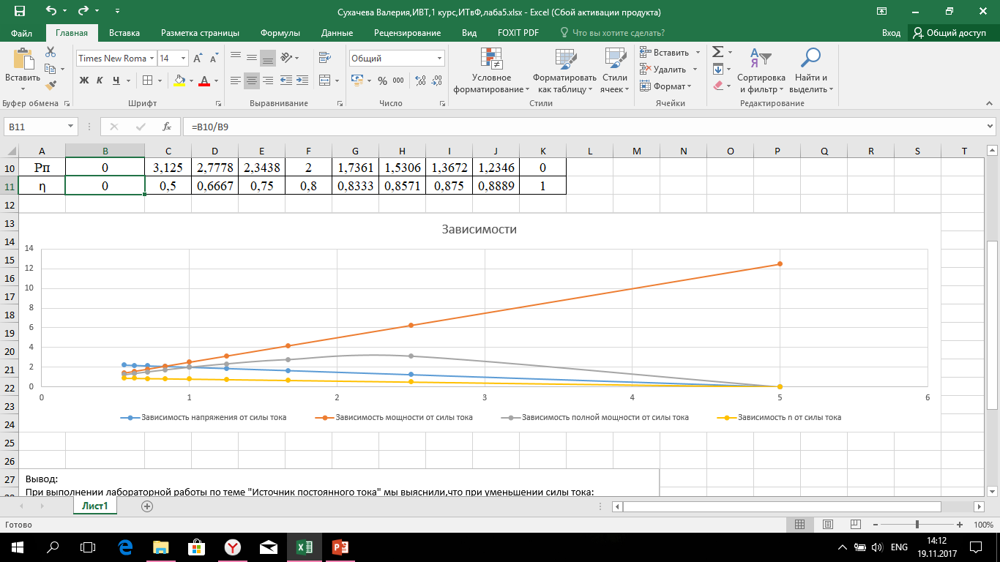 Сухачева Валерия,ИВТ,1 курс,ИТвФ,лаба5.xlsx - Excel (Сбой активации продукта)
Файл Главная Вставка Разметка страницы Формулы Данные Рецензирование Вид FOXIT PDF Что вы хотите сделать? Вход Общий доступ
Вставить
Times New Roma 14
Ж К Ч
Общий
% 000
Условное форматирование
Форматировать как таблицу
Стили ячеек
Вставить
Удалить
Формат
Сортировка и фильтр
Найти и выделить
Буфер обмена Шрифт Выравнивание Число Стили Ячейки Редактирование
B11 fx =B10/B9
A B C D E F G H I J K L M N O P Q R S T
10 Pп 0 3,125 2,7778 2,3438 2 1,7361 1,5306 1,3672 1,2346 0
11 η 0 0,5 0,6667 0,75 0,8 0,8333 0,8571 0,875 0,8889 1
12
13
14
15
16
17
18
19
20
21
22
23
24
25
26
27
Зависимости
14
12
10
8
6
4
2
0
0 1 2 3 4 5 6
Зависимость напряжения от силы тока Зависимость мощности от силы тока Зависимость полной мощности от силы тока Зависимость n от силы тока
Вывод:
При выполнении лабораторной работы по теме "Источник постоянного тока" мы выяснили,что при уменьшении силы тока:
Лист1
Готово 100%
ENG 14:12
19.11.2017